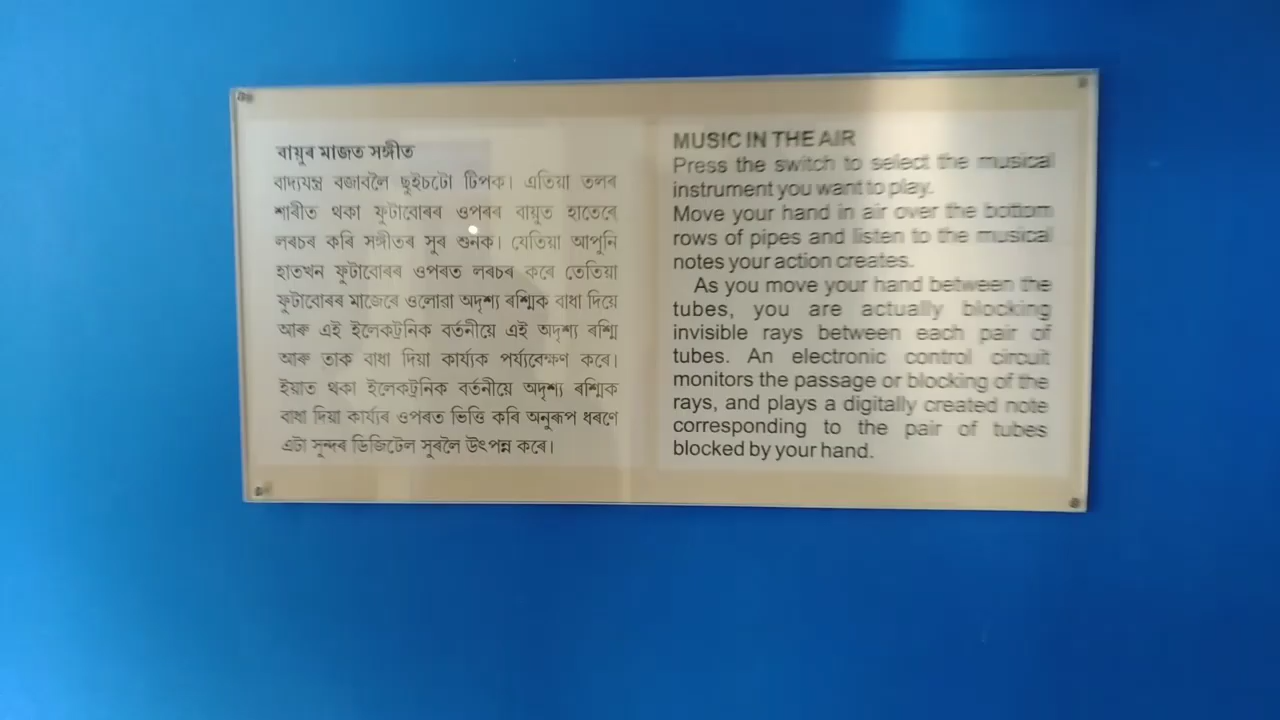 বায়ুৰ মাজত সঙ্গীত
বাদ্যযন্ত্ৰ বজাবলৈ ছুইচটো টিপক। এতিয়া তলৰ
শাৰীত থকা ফুটাবোৰৰ ওপৰৰ বায়ুত হাতেৰে
লৰচৰ কৰি সঙ্গীতৰ সুৰ শুনক। যেতিয়া আপুনি
হাতখন ফুটাবোৰৰ ওপৰত লৰচৰ কৰে তেতিয়া
ফুটাবোৰৰ মাজেৰে ওলোৱা অদৃশ্য ৰশ্মিক বাধা দিয়ে
আৰু এই ইলেকট্ৰনিক বৰ্তনীয়ে এই অদৃশ্য ৰশ্মি
আৰু তাক বাধা দিয়া কাৰ্য্যক পৰ্য্যবেক্ষণ কৰে।
ইয়াত থকা ইলেকট্ৰনিক বৰ্তনীয়ে অদৃশ্য ৰশ্মিক
বাধা দিয়া কাৰ্য্যৰ ওপৰত ভিত্তি কৰি অনুৰূপ ধৰণে
এটা সুন্দৰ ডিজিটেল সুৰলৈ উৎপন্ন কৰে।
MUSIC IN THE AIR
Press the switch to select the musical
instrument you want to play.
Move your hand in air over the bottom
rows of pipes and listen to the musical
notes your action creates.
As you move your hand between the
tubes, you are actually blocking
invisible rays between each pair of
tubes. An electronic control circuit
monitors the passage or blocking of the
rays, and plays a digitally created note
corresponding to the pair of tubes
blocked by your hand.